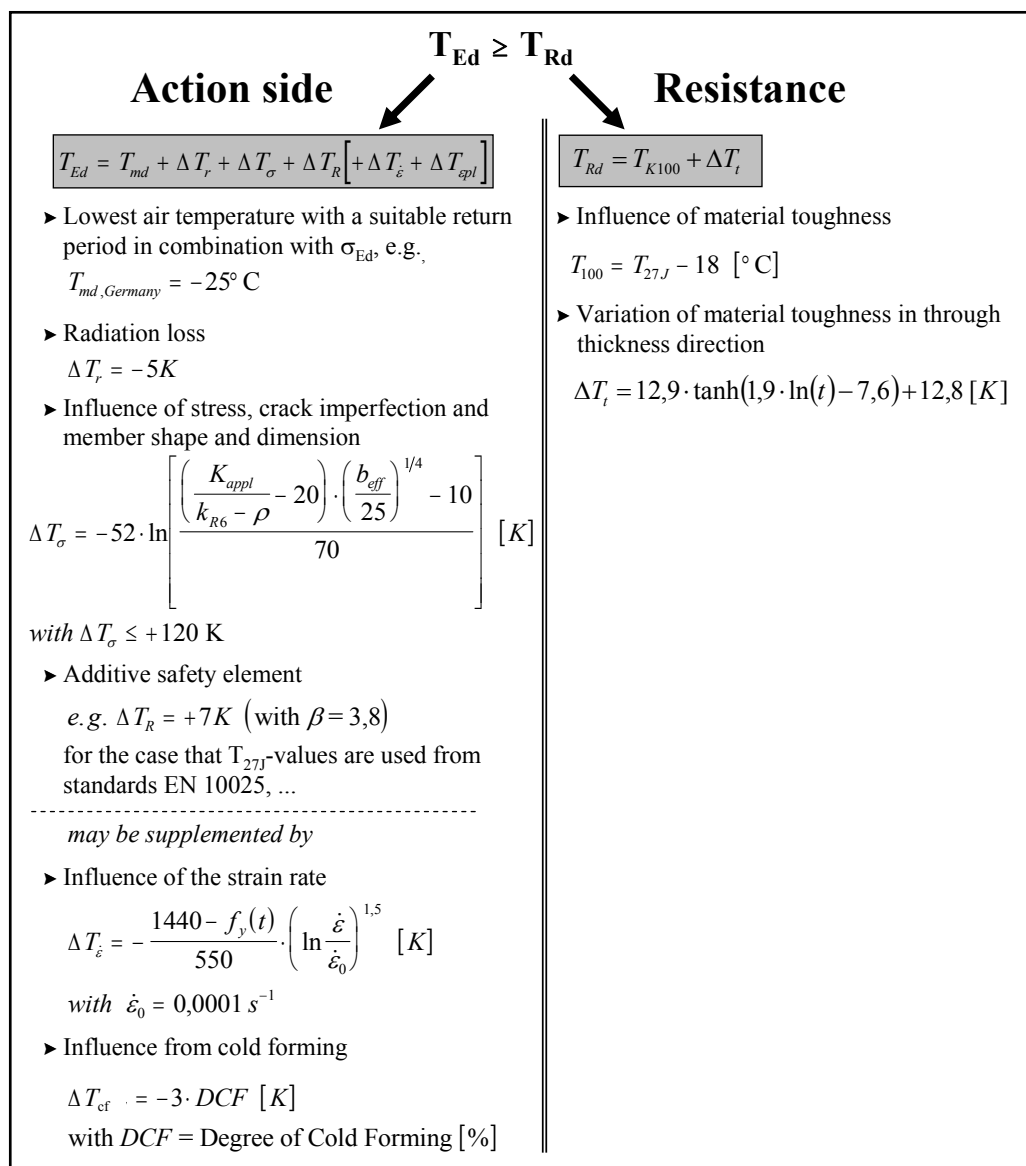 T_Ed ≥ T_Rd
Action side
T_Ed = T_md + ΔT_r + ΔT_σ + ΔT_R [+ ΔT_ε̇ + ΔT_εpl]
➤ Lowest air temperature with a suitable return
period in combination with σ_Ed, e.g.,
T_md,Germany = −25° C
➤ Radiation loss
ΔT_r = −5K
➤ Influence of stress, crack imperfection and
member shape and dimension
ΔT_σ = −52 · ln[((K_appl / (k_R6 − ρ) − 20) · (b_eff / 25)^1/4 − 10) / 70] [K]
with ΔT_σ ≤ +120 K
➤ Additive safety element
e.g. ΔT_R = +7K (with β = 3,8)
for the case that T_27J-values are used from
standards EN 10025, ...
may be supplemented by
➤ Influence of the strain rate
ΔT_ε̇ = − (1440 − f_y(t)) / 550 · (ln ε̇ / ε̇_0)^1,5 [K]
with ε̇_0 = 0,0001 s^−1
➤ Influence from cold forming
ΔT_cf = −3 · DCF [K]
with DCF = Degree of Cold Forming [%]
Resistance
T_Rd = T_K100 + ΔT_t
➤ Influence of material toughness
T_100 = T_27J − 18 [° C]
➤ Variation of material toughness in through
thickness direction
ΔT_t = 12,9 · tanh(1,9 · ln(t) − 7,6) + 12,8 [K]